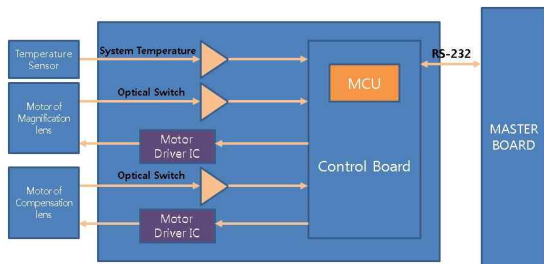 Temperature
Sensor
System Temperature
RS-232
MCU
Optical Switch
Motor of
Magnification
lens
Motor
Driver IC
Control Board
MASTER
BOARD
Optical Switch
Motor of
Compensation
lens
Motor
Driver IC